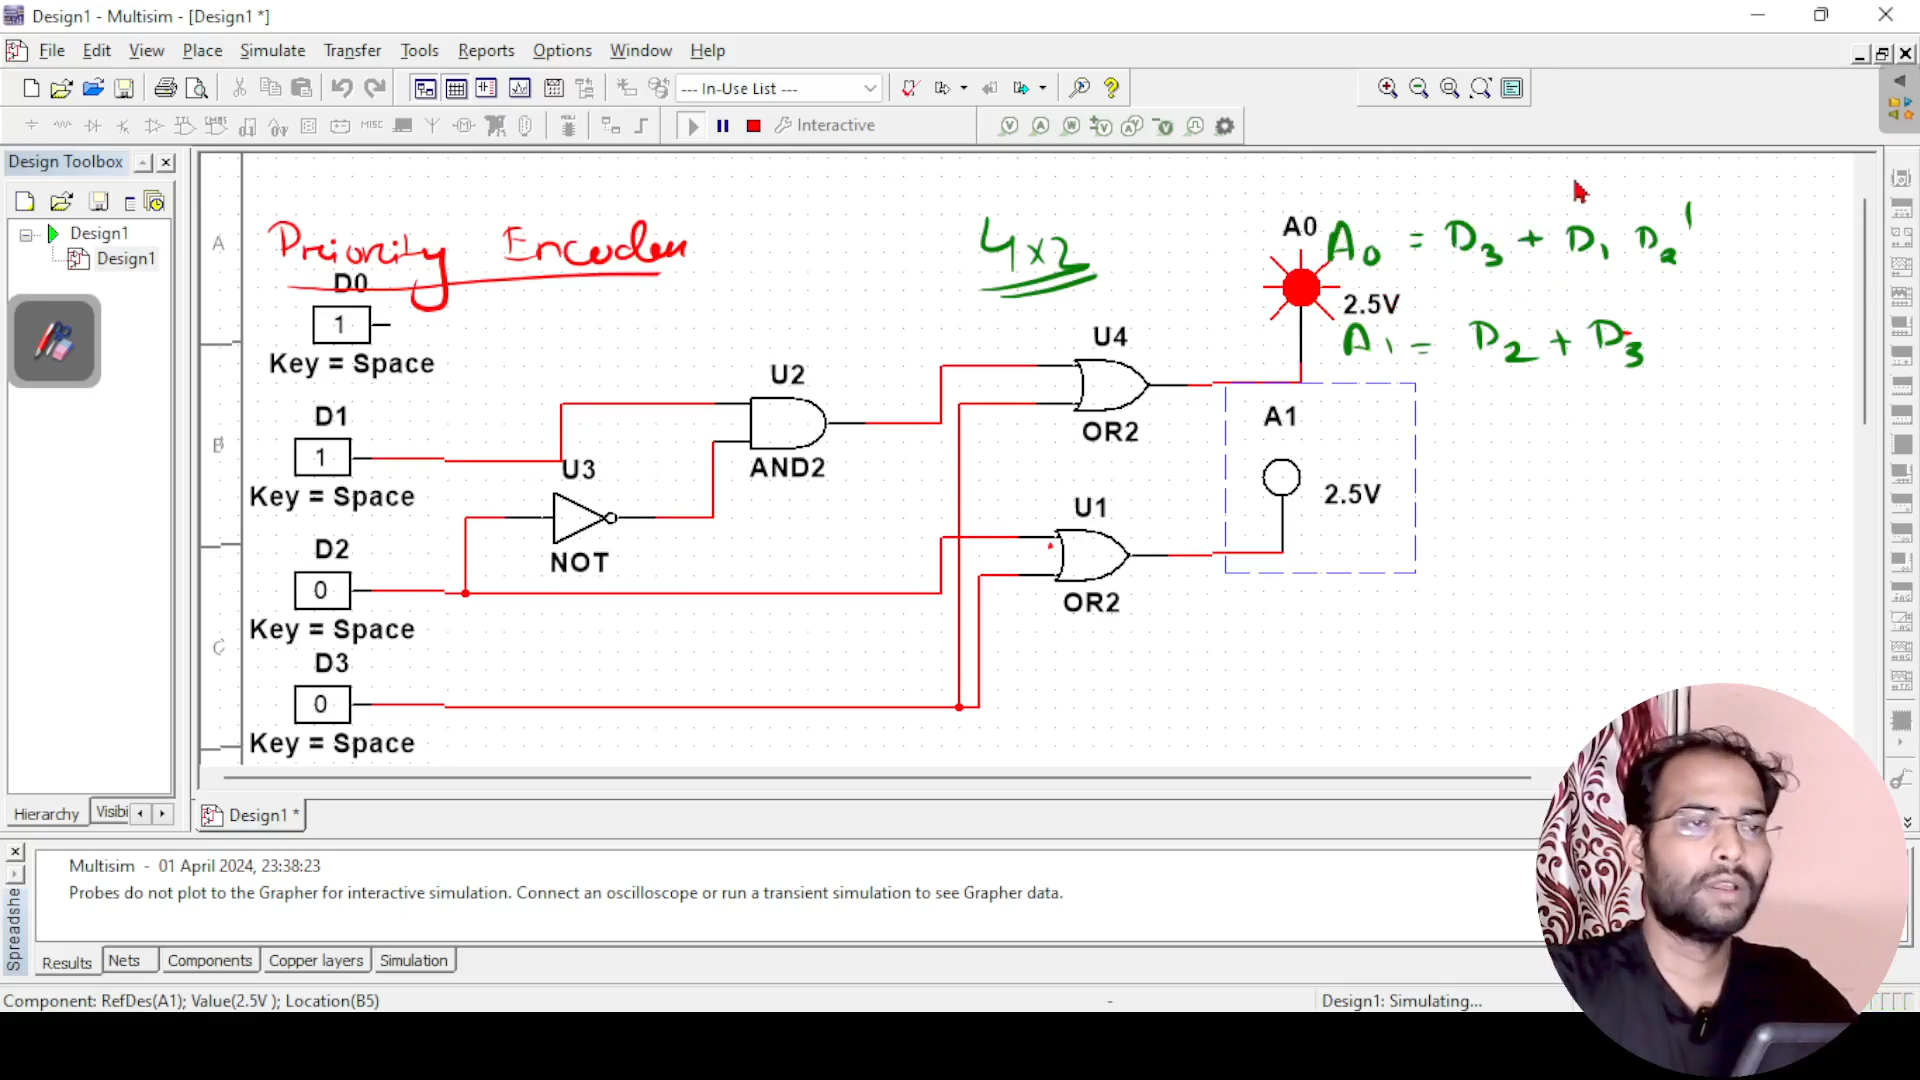 Design1 - Multisim - [Design1 *]
File Edit View Place Simulate Transfer Tools Reports Options Window Help
--- In-Use List ---
MISC Interactive
Design Toolbox
Design1
Design1
A
B
C
Priority Encoder
4x2
A0
A0 = D3 + D1 D2'
2.5V
A1 = D2 + D3
D0
1
Key = Space
D1
1
Key = Space
D2
0
Key = Space
D3
0
Key = Space
U3
NOT
U2
AND2
U4
OR2
U1
OR2
A1
2.5V
Hierarchy Visibi
Design1 *
Multisim - 01 April 2024, 23:38:23
Probes do not plot to the Grapher for interactive simulation. Connect an oscilloscope or run a transient simulation to see Grapher data.
Spreadshe
Results Nets Components Copper layers Simulation
Component: RefDes(A1); Value(2.5V ); Location(B5) - Design1: Simulating...